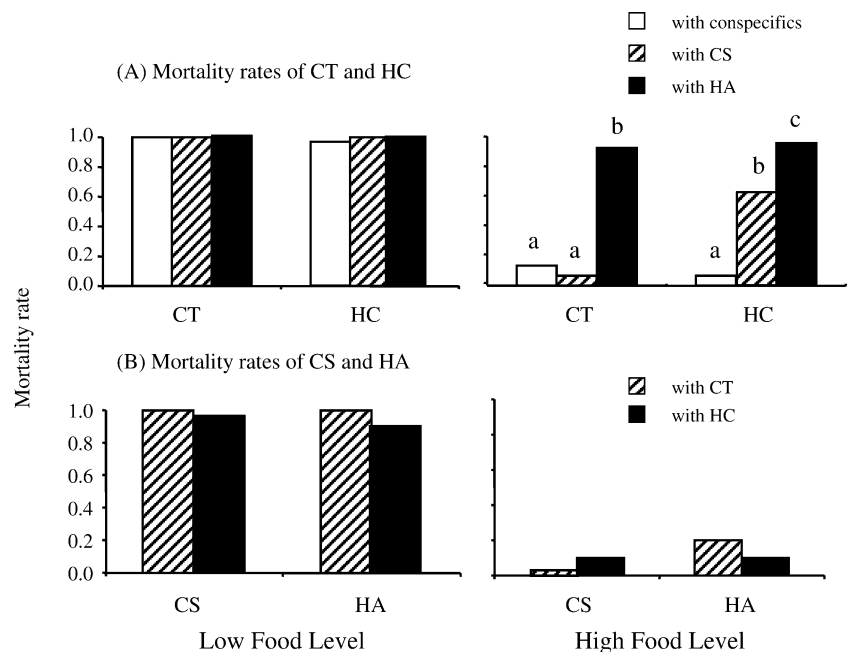 with conspecifics
with CS
(A) Mortality rates of CT and HC
with HA
1.0
0.8
0.6
0.4
0.2
0.0
CT
HC
a
a
b
a
b
c
CT
HC
Mortality rate
(B) Mortality rates of CS and HA
with CT
with HC
1.0
0.8
0.6
0.4
0.2
0.0
CS
HA
CS
HA
Low Food Level
High Food Level